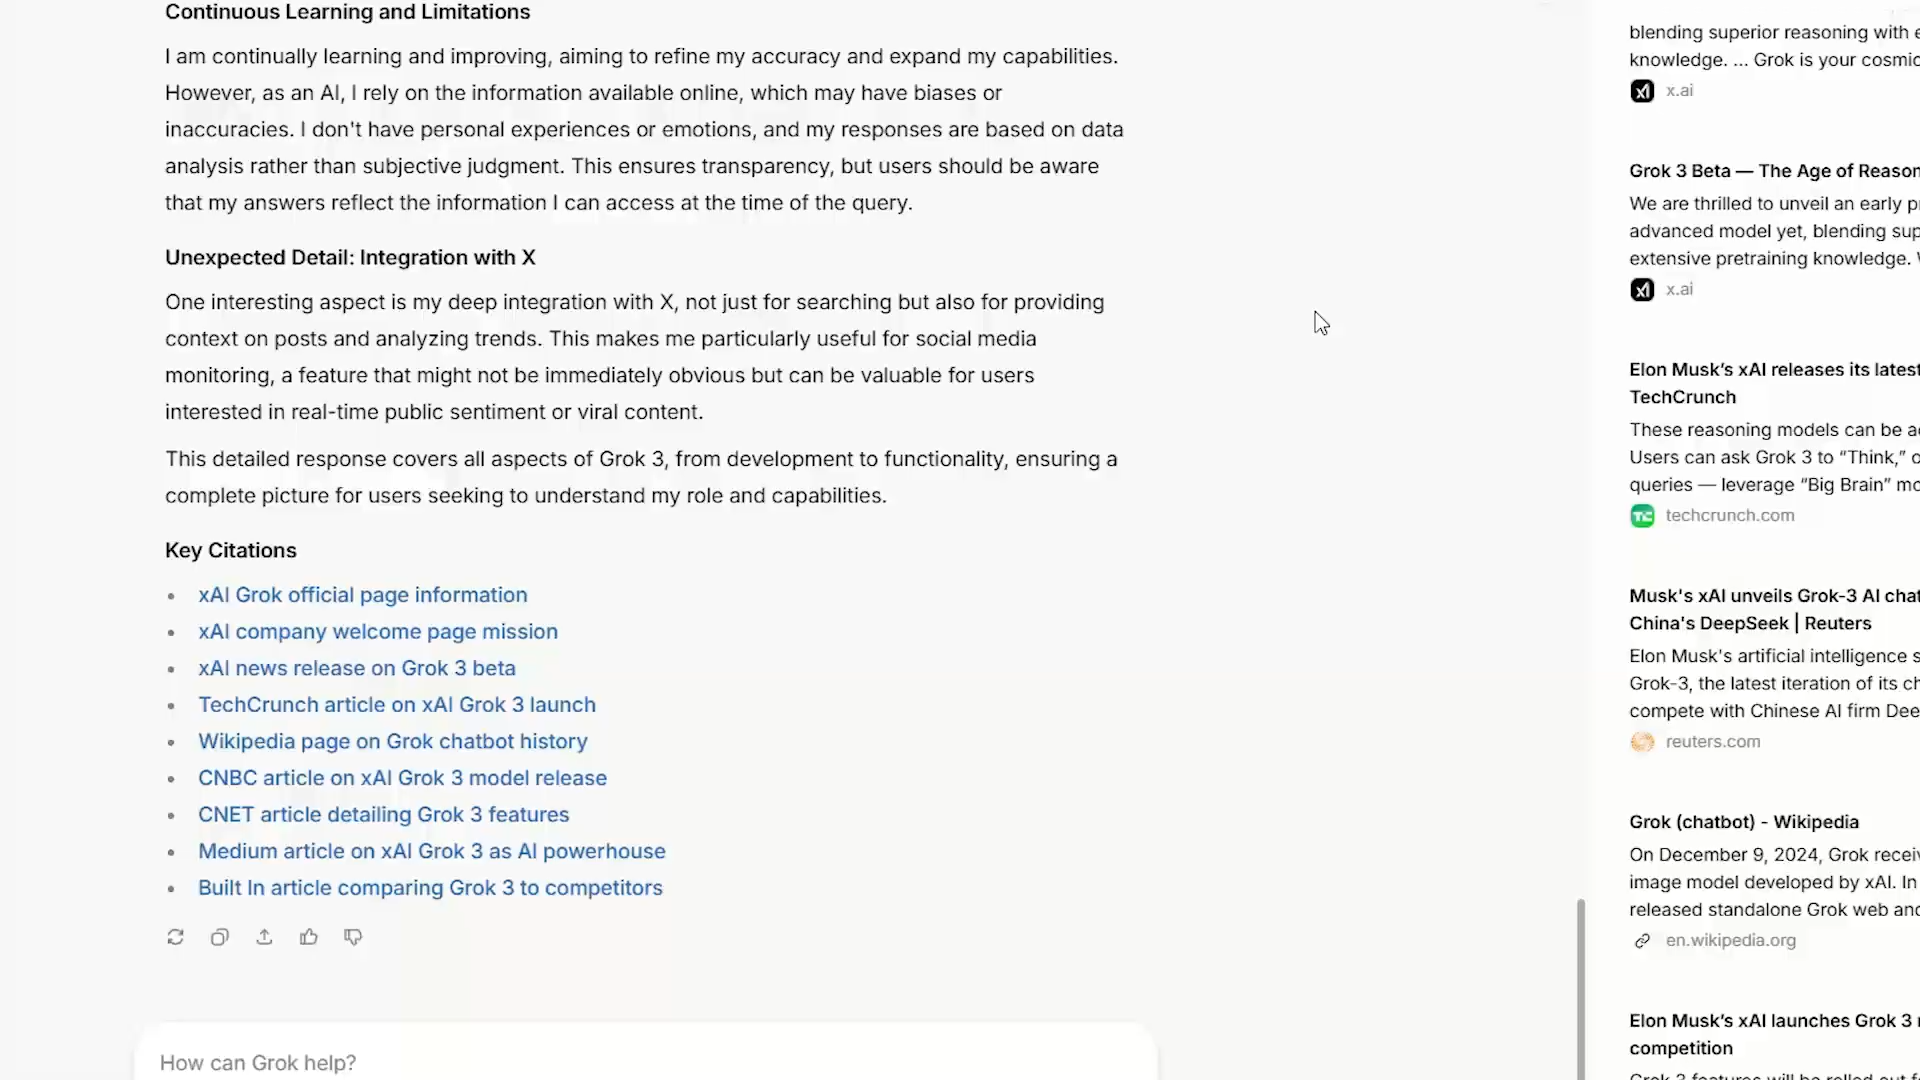 Continuous Learning and Limitations
I am continually learning and improving, aiming to refine my accuracy and expand my capabilities.
However, as an AI, I rely on the information available online, which may have biases or
inaccuracies. I don't have personal experiences or emotions, and my responses are based on data
analysis rather than subjective judgment. This ensures transparency, but users should be aware
that my answers reflect the information I can access at the time of the query.
Unexpected Detail: Integration with X
One interesting aspect is my deep integration with X, not just for searching but also for providing
context on posts and analyzing trends. This makes me particularly useful for social media
monitoring, a feature that might not be immediately obvious but can be valuable for users
interested in real-time public sentiment or viral content.
This detailed response covers all aspects of Grok 3, from development to functionality, ensuring a
complete picture for users seeking to understand my role and capabilities.
Key Citations
• xAI Grok official page information
• xAI company welcome page mission
• xAI news release on Grok 3 beta
• TechCrunch article on xAI Grok 3 launch
• Wikipedia page on Grok chatbot history
• CNBC article on xAI Grok 3 model release
• CNET article detailing Grok 3 features
• Medium article on xAI Grok 3 as AI powerhouse
• Built In article comparing Grok 3 to competitors
How can Grok help?
blending superior reasoning with
knowledge. ... Grok is your cosmic
x.ai
Grok 3 Beta — The Age of Reason
We are thrilled to unveil an early
advanced model yet, blending sup
extensive pretraining knowledge.
x.ai
Elon Musk's xAI releases its latest
TechCrunch
These reasoning models can be
Users can ask Grok 3 to “Think,”
queries — leverage “Big Brain”
techcrunch.com
Musk's xAI unveils Grok-3 AI chat
China's DeepSeek | Reuters
Elon Musk's artificial intelligence
Grok-3, the latest iteration of its
compete with Chinese AI firm Dee
reuters.com
Grok (chatbot) - Wikipedia
On December 9, 2024, Grok recei
image model developed by xAI. In
released standalone Grok web and
en.wikipedia.org
Elon Musk's xAI launches Grok 3
competition
Grok 3 features will be rolled out